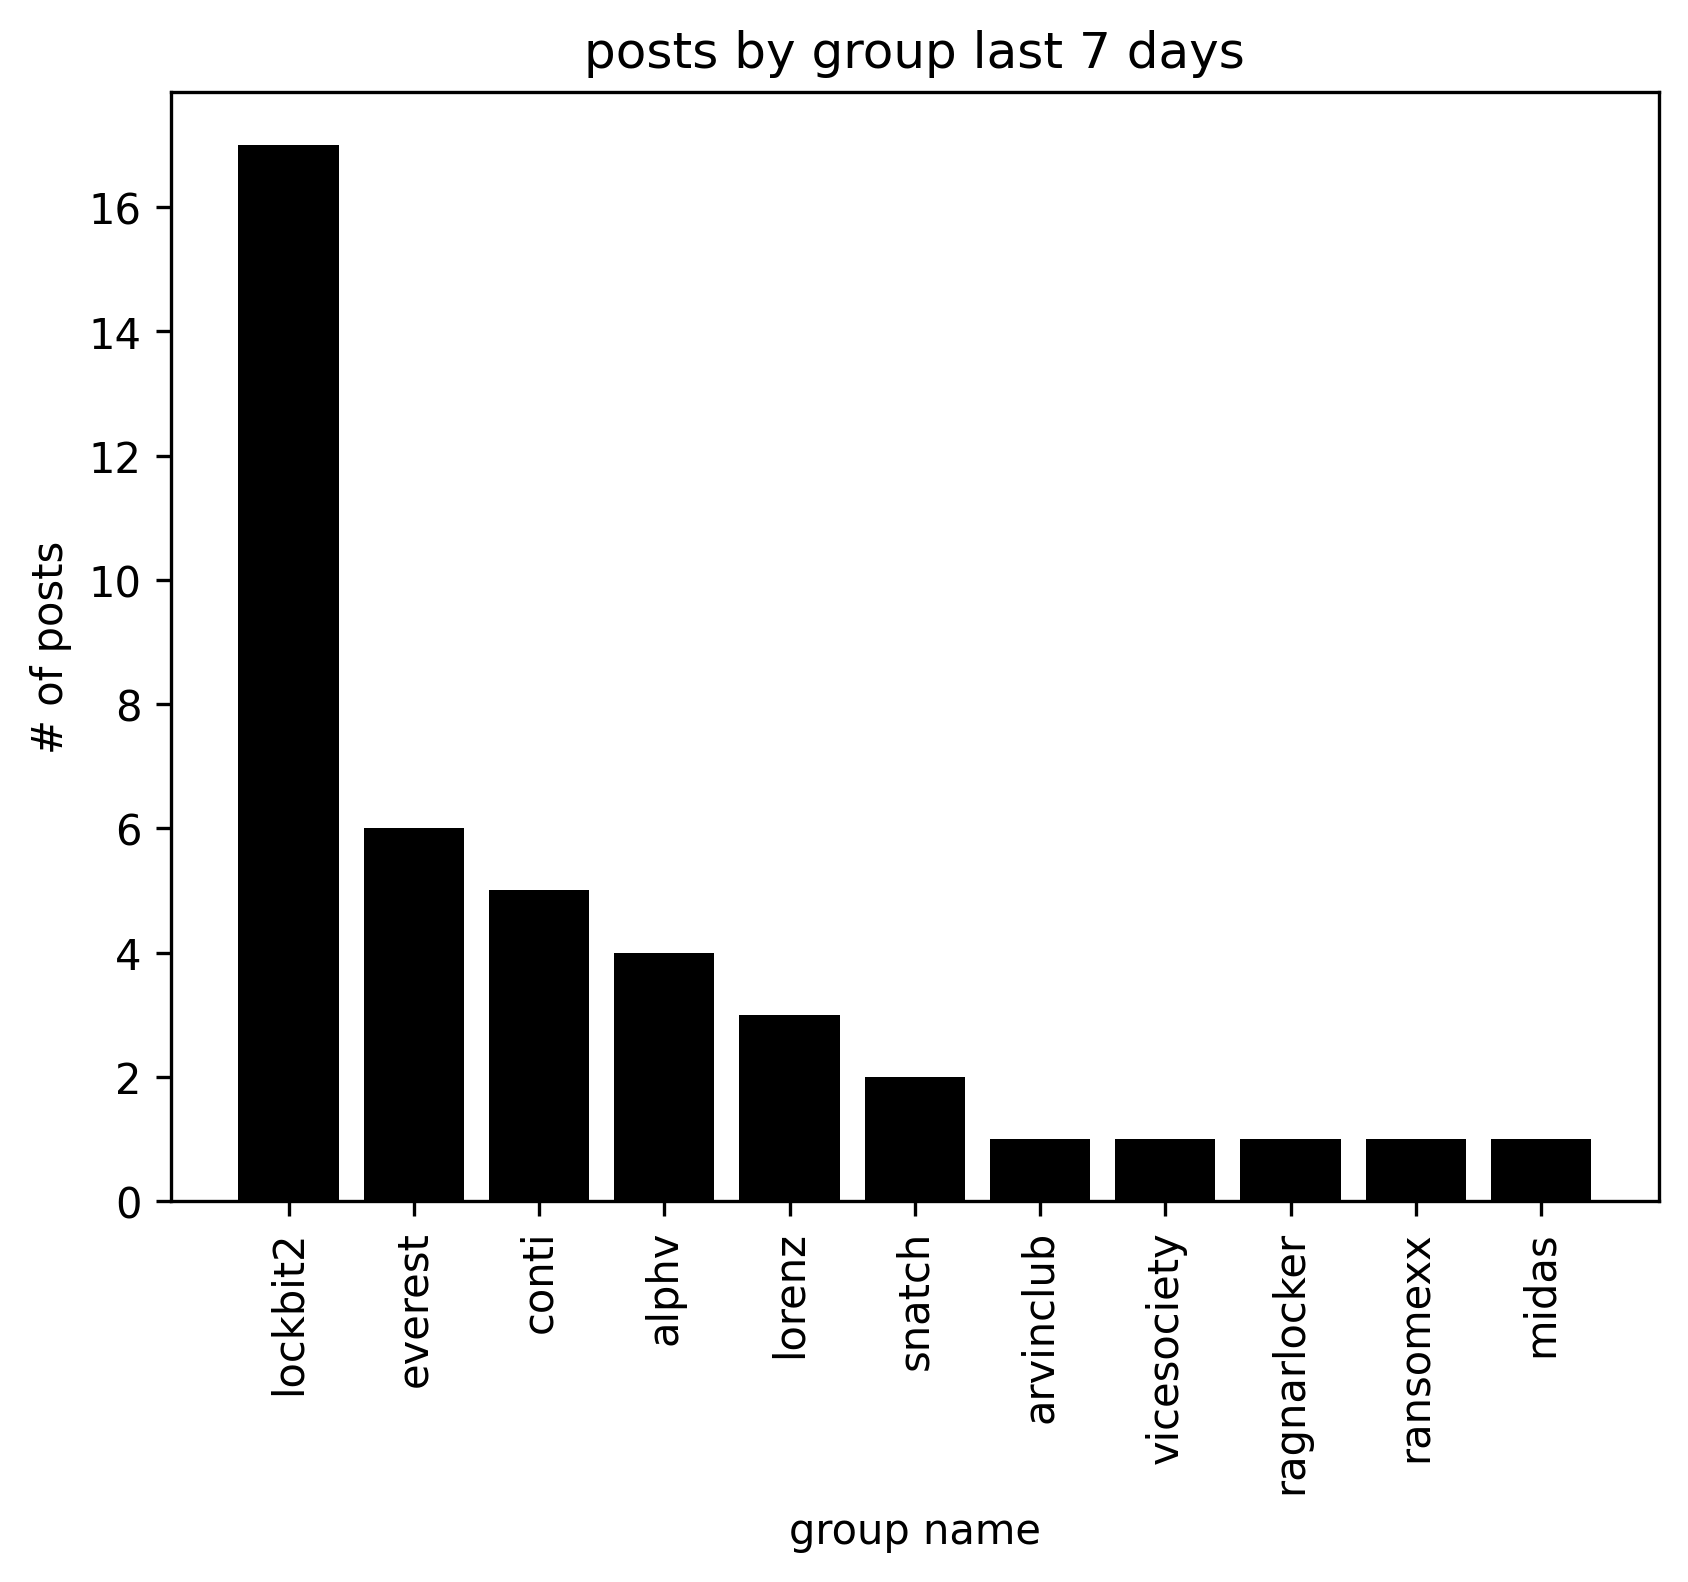 posts by group last 7 days
# of posts
16
14
12
10
8
6
4
2
0
lockbit2
everest
conti
alphv
lorenz
snatch
arvinclub
vicesociety
ragnarlocker
ransomexx
midas
group name